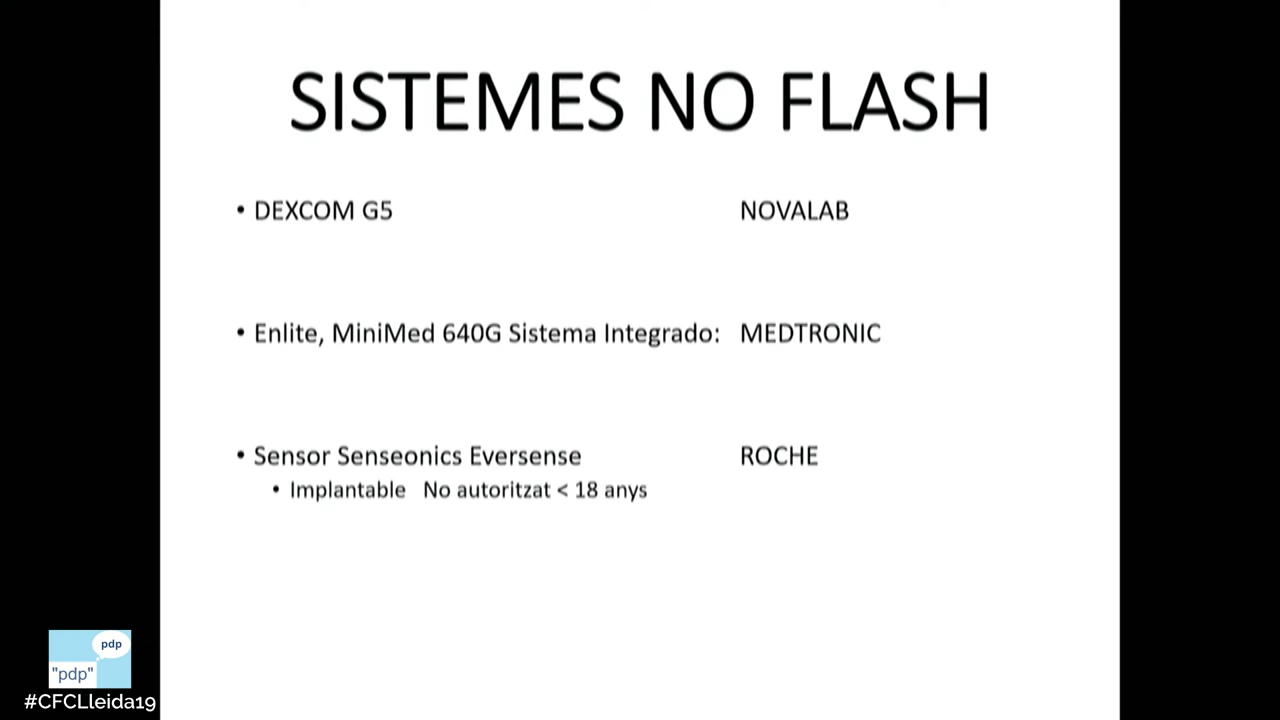 SISTEMES NO FLASH
• DEXCOM G5 NOVALAB
• Enlite, MiniMed 640G Sistema Integrado: MEDTRONIC
• Sensor Senseonics Eversense ROCHE
• Implantable No autoritzat < 18 anys
pdp
"pdp"
#CFCLleida19